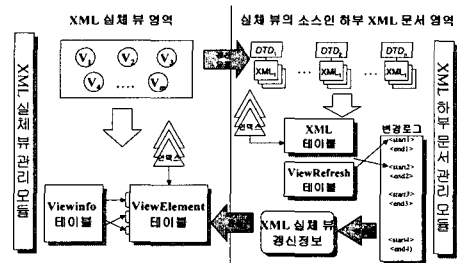 XML 실체 뷰 영역
실체 뷰의 소스인 하부 XML 문서 영역
XML 실체 뷰 관리 모듈
V1 V2 V3
V4 .... Vm
DTD1 DTD2 DTDn
XML1 ... XML2 ... XMLn
XML 하부 문서 관리 모듈
인덱스
인덱스
XML
테이블
변경로그
<start1>
<end1>
<start2>
<end2>
<start3>
<end3>
<start4>
<end4>
ViewRefresh
테이블
Viewinfo
테이블
ViewElement
테이블
XML 실체 뷰
갱신정보